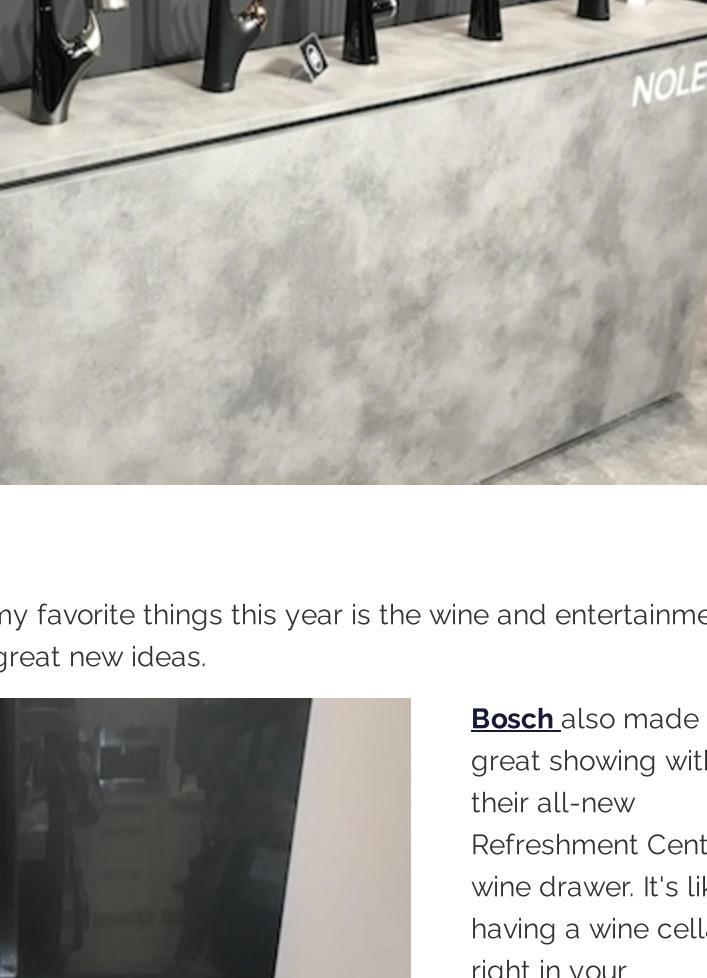 NOLE
my favorite things this year is the wine and entertainme
great new ideas.
Bosch also made
great showing with
their all-new
Refreshment Cent
wine drawer. It's lik
having a wine cella
right in your